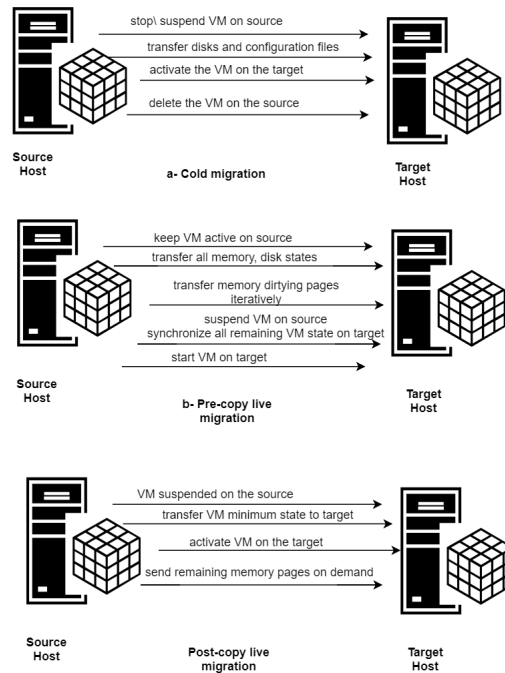 stop\ suspend VM on source
transfer disks and configuration files
activate the VM on the target
delete the VM on the source
Source
Host
a- Cold migration
Target
Host
keep VM active on source
transfer all memory, disk states
transfer memory dirtying pages
iteratively
suspend VM on source
synchronize all remaining VM state on target
start VM on target
Source
Host
b- Pre-copy live
migration
Target
Host
VM suspended on the source
transfer VM minimum state to target
activate VM on the target
send remaining memory pages on demand
Source
Host
Post-copy live
migration
Target
Host